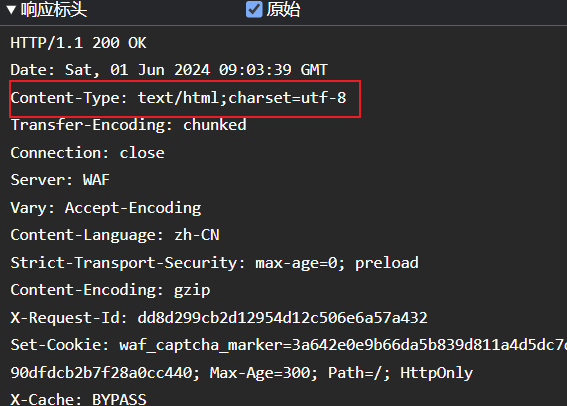 ▼ 响应标头 原始
HTTP/1.1 200 OK
Date: Sat, 01 Jun 2024 09:03:39 GMT
Content-Type: text/html;charset=utf-8
Transfer-Encoding: chunked
Connection: close
Server: WAF
Vary: Accept-Encoding
Content-Language: zh-CN
Strict-Transport-Security: max-age=0; preload
Content-Encoding: gzip
X-Request-Id: dd8d299cb2d12954d12c506e6a57a432
Set-Cookie: waf_captcha_marker=3a642e0e9b66da5b839d811a4d5dc7
90dfdcb2b7f28a0cc440; Max-Age=300; Path=/; HttpOnly
X-Cache: BYPASS